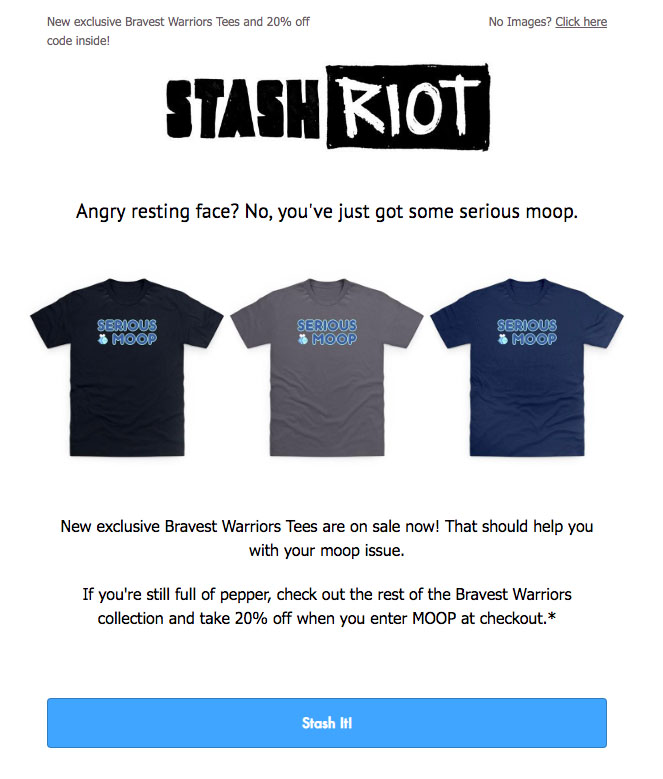 New exclusive Bravest Warriors Tees and 20% off
code inside!
No Images? Click here
STASH RIOT
Angry resting face? No, you've just got some serious moop.
SERIOUS
MOOP
SERIOUS
MOOP
SERIOUS
MOOP
New exclusive Bravest Warriors Tees are on sale now! That should help you
with your moop issue.
If you're still full of pepper, check out the rest of the Bravest Warriors
collection and take 20% off when you enter MOOP at checkout.*
Stash It!